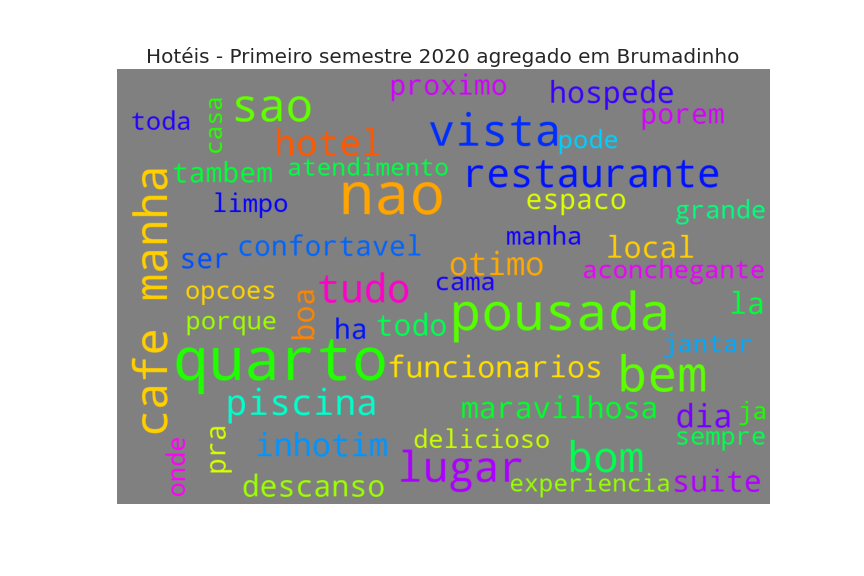 Hotéis - Primeiro semestre 2020 agregado em Brumadinho
proximo
hospede
toda
casa
sao
porem
hotel
vista
pode
tambem
atendimento
restaurante
cafe manha
limpo
nao
espaco
grande
ser
confortavel
manha
local
otimo
aconchegante
opcoes
boa
tudo
cama
pousada
la
porque
ha
todo
jantar
quarto
funcionarios
bem
piscina
maravilhosa
dia
ja
onde
pra
inhotim
delicioso
sempre
lugar
bom
descanso
experiencia
suite